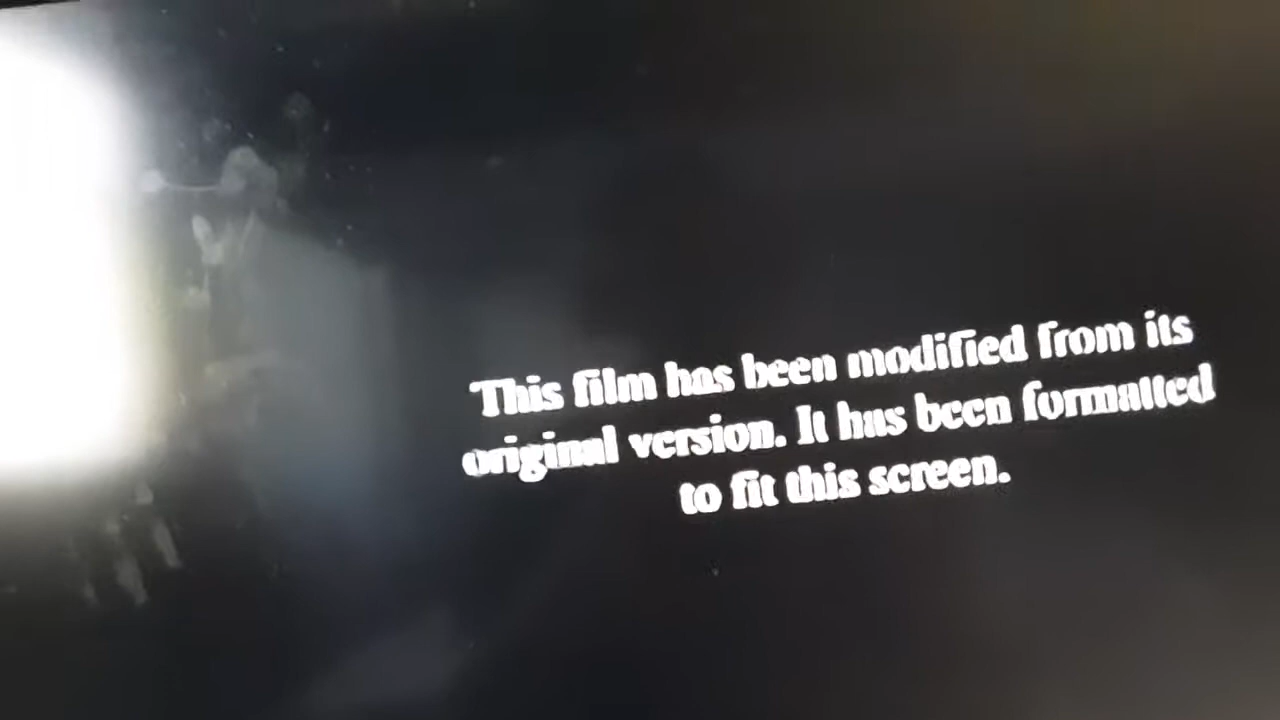 This film has been modified from its
original version. It has been formatted
to fit this screen.